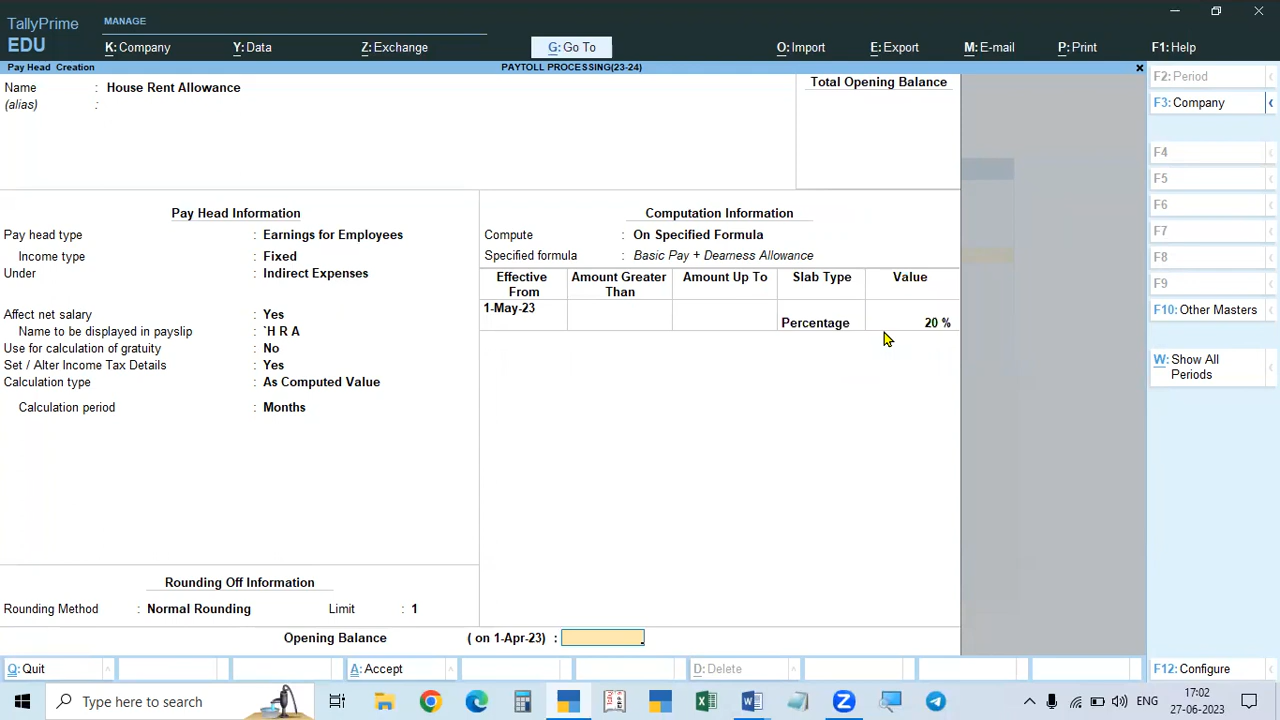 TallyPrime
EDU
MANAGE
K: Company
Y: Data
Z: Exchange
G: Go To
O: Import
E: Export
M: E-mail
P: Print
F1: Help
Pay Head Creation
PAYTOLL PROCESSING(23-24)
×
Name : House Rent Allowance
(alias) :
Total Opening Balance
Pay Head Information
Pay head type : Earnings for Employees
Income type : Fixed
Under : Indirect Expenses
Affect net salary : Yes
Name to be displayed in payslip : `H R A
Use for calculation of gratuity : No
Set / Alter Income Tax Details : Yes
Calculation type : As Computed Value
Calculation period : Months
Computation Information
Compute : On Specified Formula
Specified formula : Basic Pay + Dearness Allowance
Effective From
Amount Greater Than
Amount Up To
Slab Type
Value
1-May-23
Percentage 20 %
Rounding Off Information
Rounding Method : Normal Rounding Limit : 1
Opening Balance ( on 1-Apr-23) :
F2: Period
F3: Company
F4
F5
F6
F7
F8
F9
F10: Other Masters
W: Show All Periods
Q: Quit
A: Accept
D: Delete
F12: Configure
Type here to search
ENG
17:02
27-06-2023